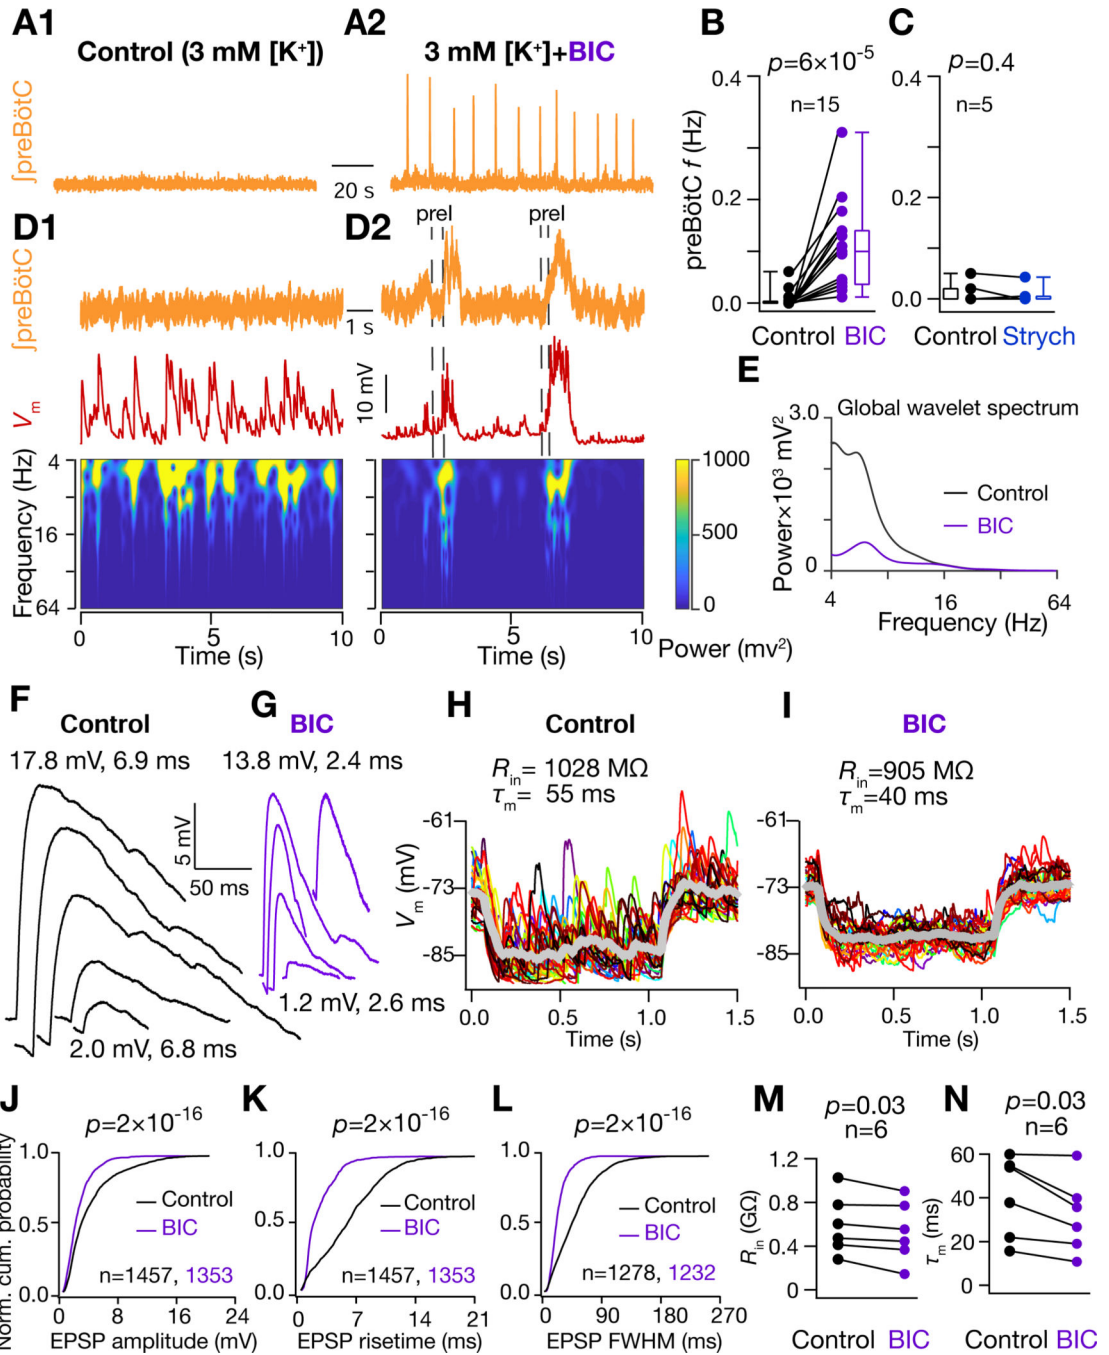 A1
Control (3 mM [K⁺])
∫preBötC
A2
3 mM [K⁺]+BIC
20 s
B
p=6×10⁻⁵
n=15
preBötC f (Hz)
0.4
0.2
0.0
Control BIC
C
p=0.4
n=5
0.4
0.2
0.0
Control Strych
D1
∫preBötC
Vₘ
Frequency (Hz)
4
16
64
0 5 10
Time (s)
D2
preI preI
1 s
10 mV
0 5 10
Time (s)
1000
500
0
Power (mv²)
E
Global wavelet spectrum
Power×10³ mV²
3.0
0
Control
BIC
4 16 64
Frequency (Hz)
F
Control
17.8 mV, 6.9 ms
5 mV
50 ms
2.0 mV, 6.8 ms
G
BIC
13.8 mV, 2.4 ms
1.2 mV, 2.6 ms
H
Control
Rᵢₙ= 1028 MΩ
τₘ= 55 ms
Vₘ (mV)
-61
-73
-85
0.0 0.5 1.0 1.5
Time (s)
I
BIC
Rᵢₙ=905 MΩ
τₘ=40 ms
-61
-73
-85
0.0 0.5 1.0 1.5
Time (s)
J
p=2×10⁻¹⁶
Norm. cum. probability
1.0
0.5
0.0
Control
BIC
n=1457, 1353
0 8 16 24
EPSP amplitude (mV)
K
p=2×10⁻¹⁶
1.0
0.5
0.0
Control
BIC
n=1457, 1353
0 7 14 21
EPSP risetime (ms)
L
p=2×10⁻¹⁶
1.0
0.5
0.0
Control
BIC
n=1278, 1232
0 90 180 270
EPSP FWHM (ms)
M
p=0.03
n=6
Rᵢₙ (GΩ)
1.2
0.8
0.4
0
Control BIC
N
p=0.03
n=6
τₘ (ms)
60
40
20
0
Control BIC